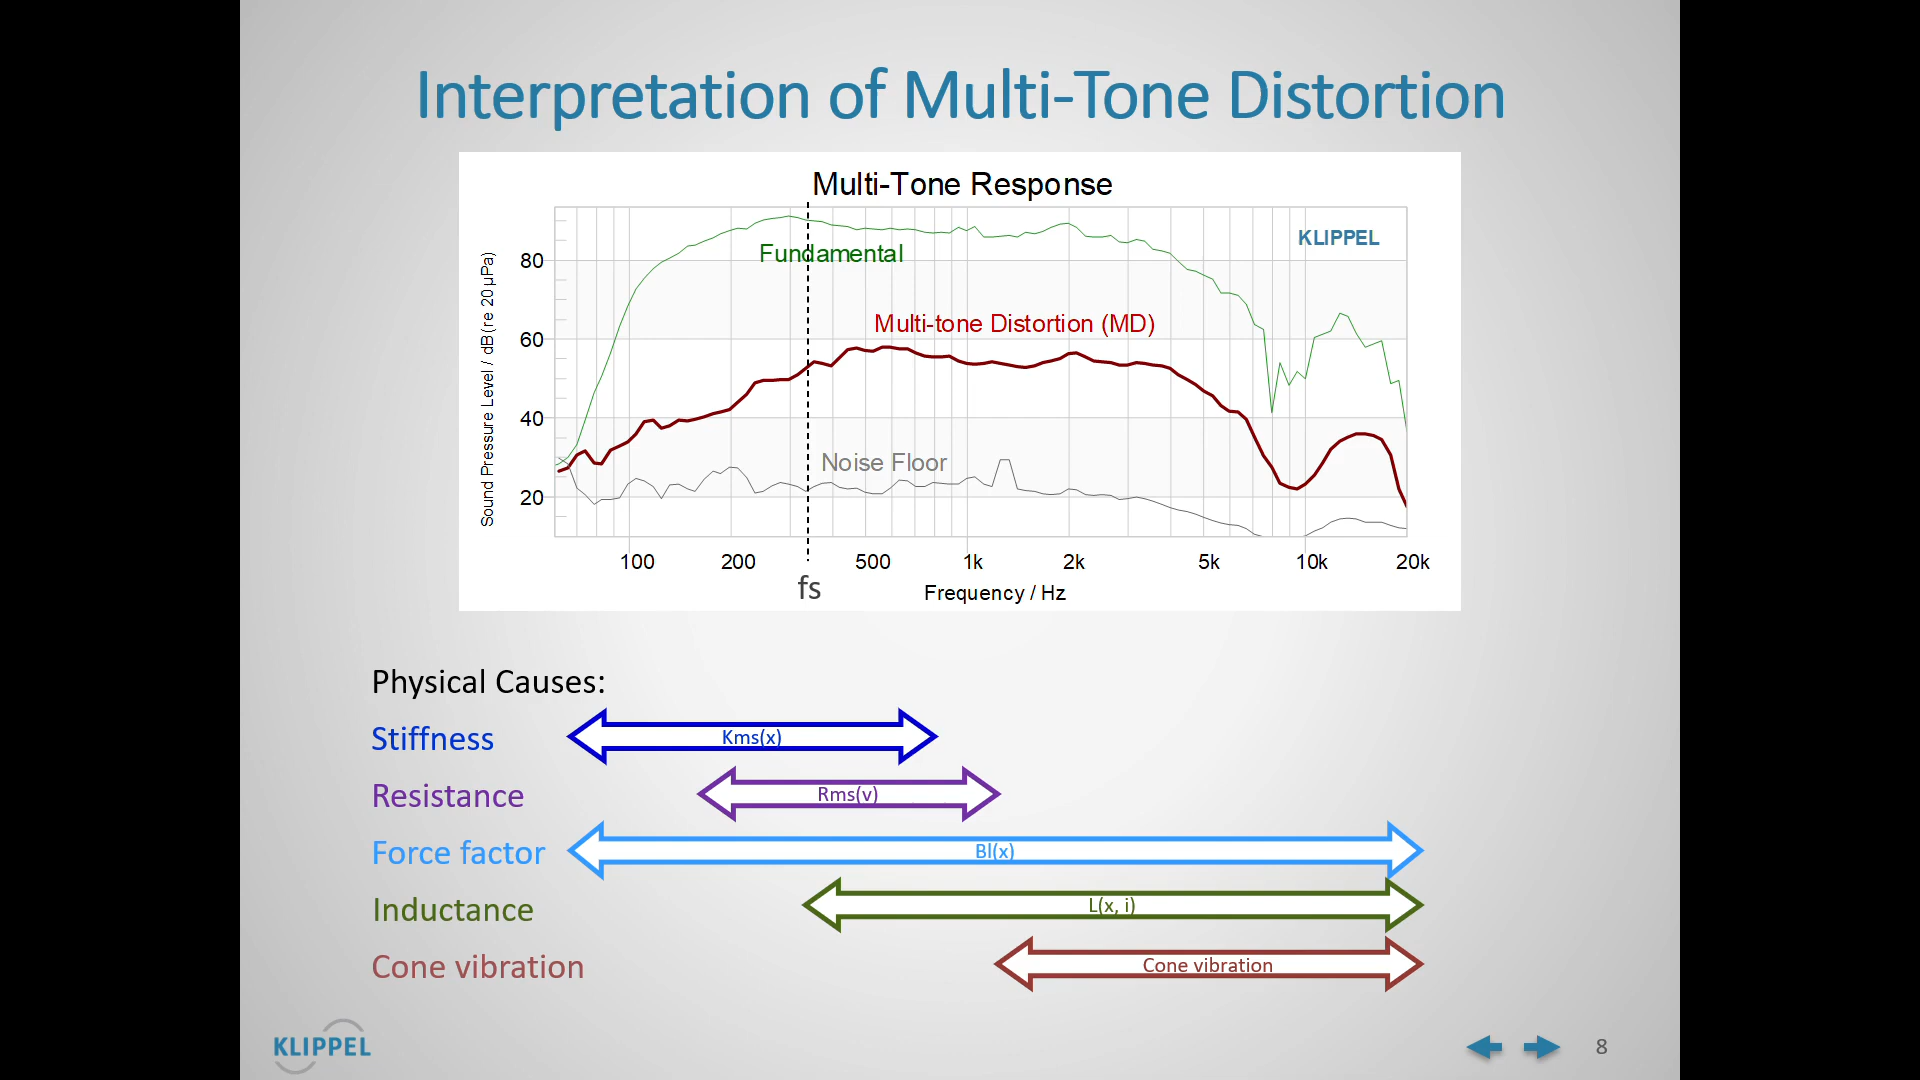 Interpretation of Multi-Tone Distortion
Multi-Tone Response
KLIPPEL
Fundamental
Multi-tone Distortion (MD)
Noise Floor
Sound Pressure Level / dB (re 20 µPa)
80
60
40
20
100 200 500 1k 2k 5k 10k 20k
fs
Frequency / Hz
Physical Causes:
Stiffness Kms(x)
Resistance Rms(v)
Force factor Bl(x)
Inductance L(x, i)
Cone vibration Cone vibration
KLIPPEL
8